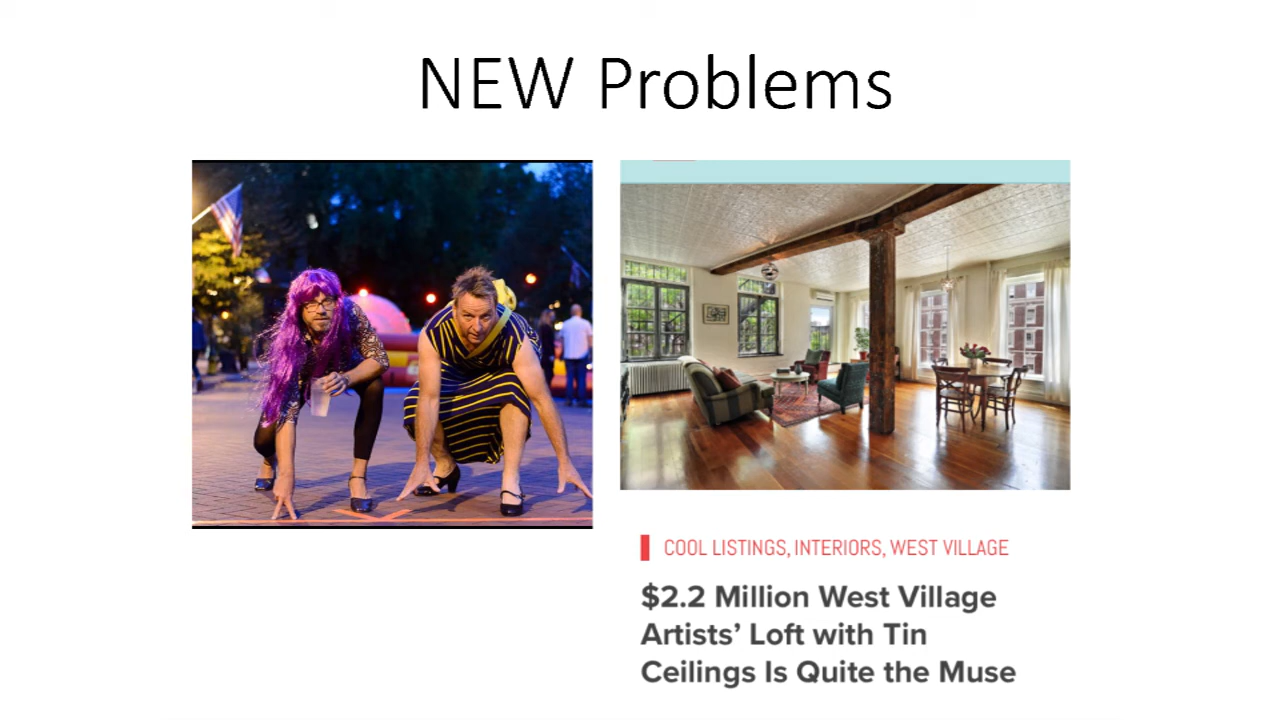 NEW Problems
COOL LISTINGS, INTERIORS, WEST VILLAGE
$2.2 Million West Village
Artists’ Loft with Tin
Ceilings Is Quite the Muse